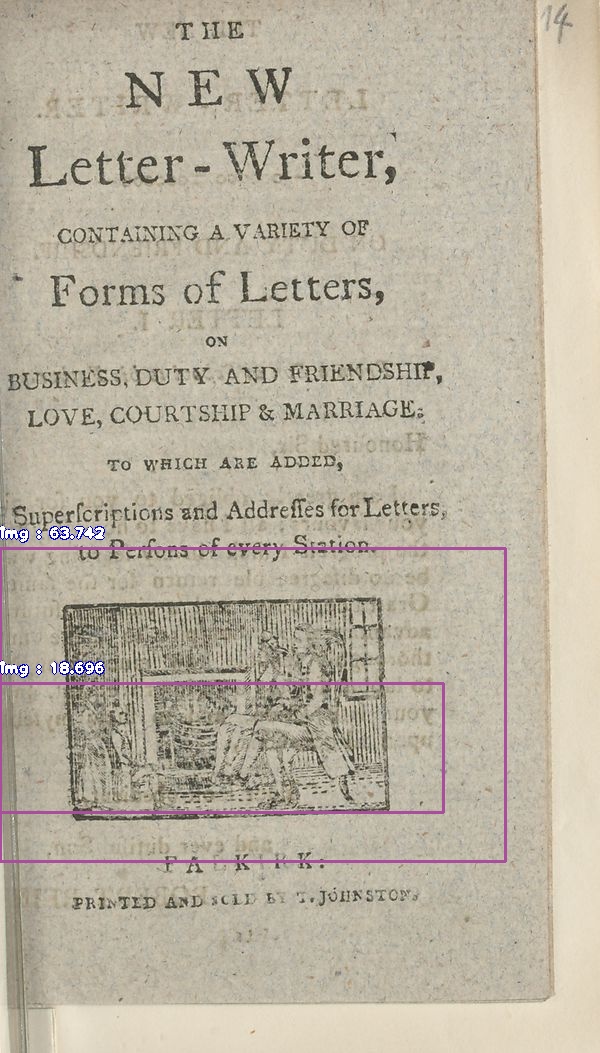 14
THE
NEW
Letter-Writer,
CONTAINING A VARIETY OF
Forms of Letters,
ON
BUSINESS, DUTY AND FRIENDSHIP,
LOVE, COURTSHIP & MARRIAGE:
TO WHICH ARE ADDED,
Superſcriptions and Addreſſes for Letters,
Img : 63.742
to Perſons of every Station.
Img : 18.696
FALKIRK:
PRINTED AND SOLD BY T. JOHNSTON.